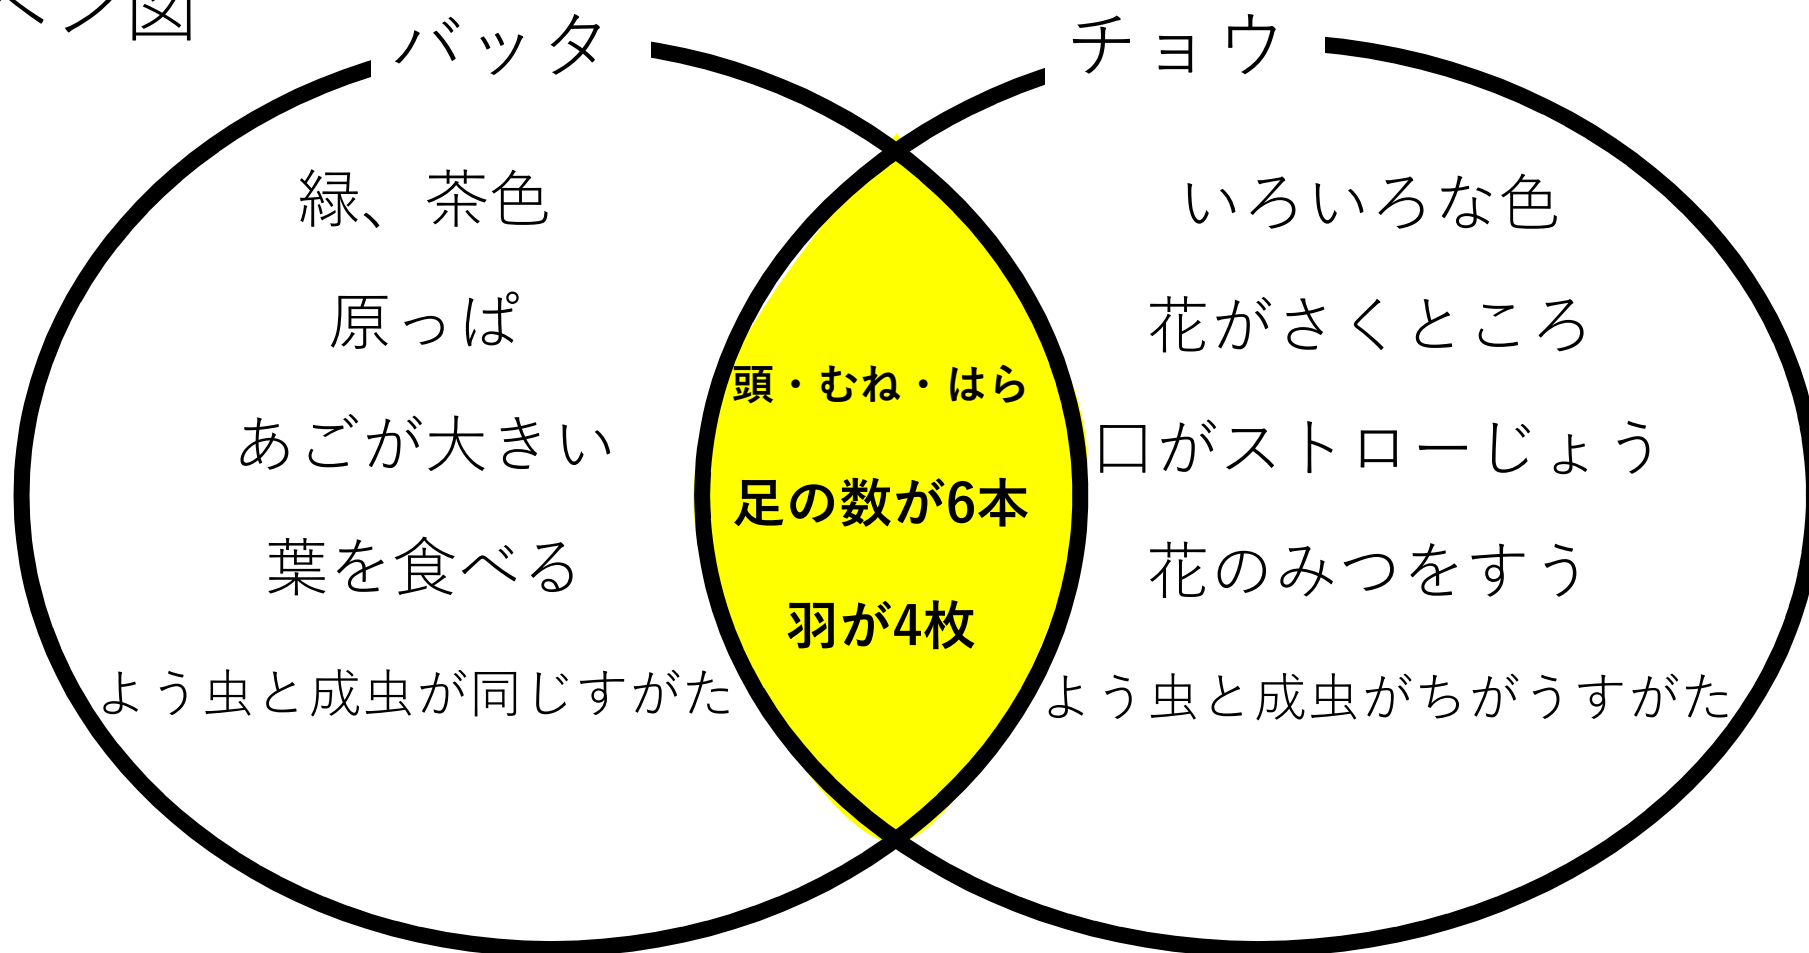 ベン図
バッタ
チョウ
緑、茶色
原っぱ
あごが大きい
葉を食べる
よう虫と成虫が同じすがた
頭・むね・はら
足の数が6本
羽が4枚
いろいろな色
花がさくところ
口がストローじょう
花のみつをすう
よう虫と成虫がちがうすがた